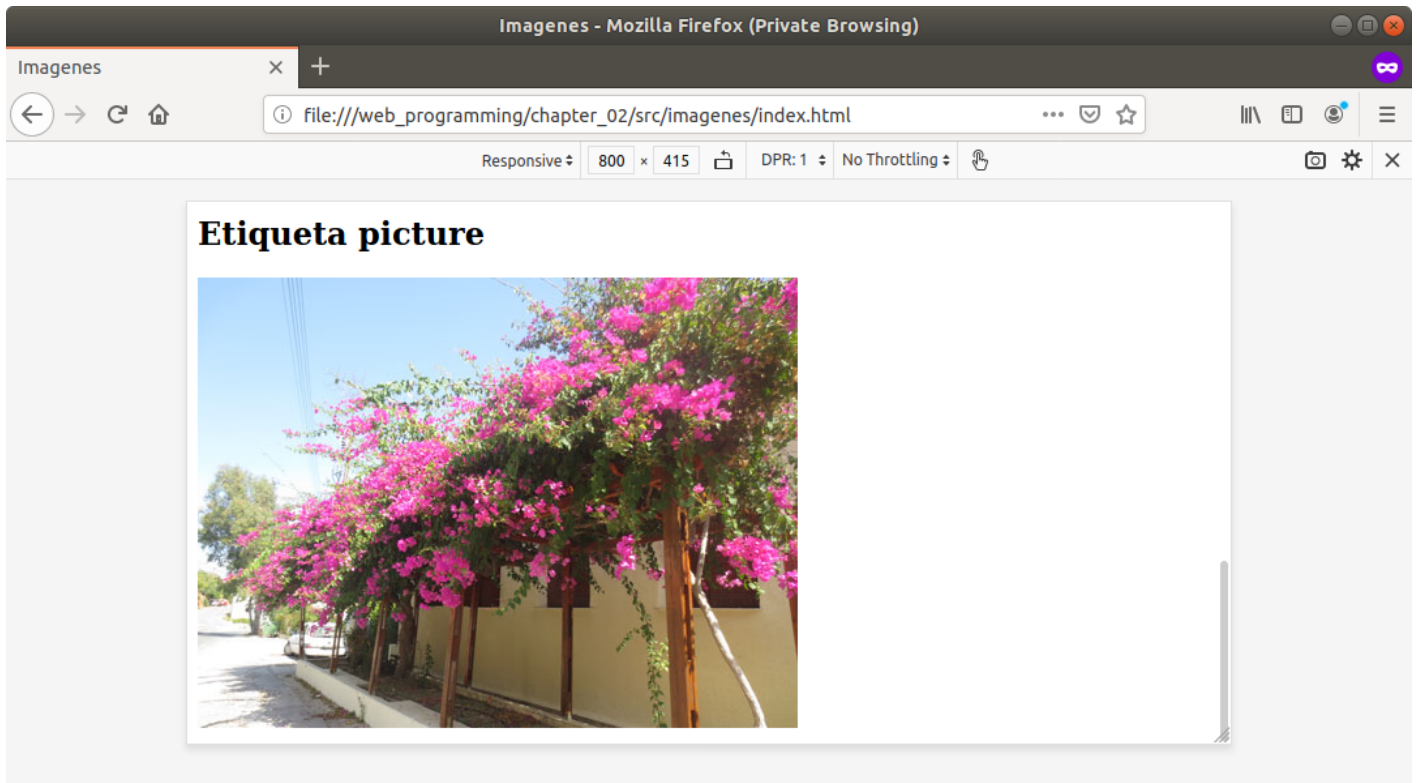 Imagenes - Mozilla Firefox (Private Browsing)
Imagenes
file:///web_programming/chapter_02/src/imagenes/index.html
Responsive 800 × 415 DPR: 1 No Throttling
Etiqueta picture